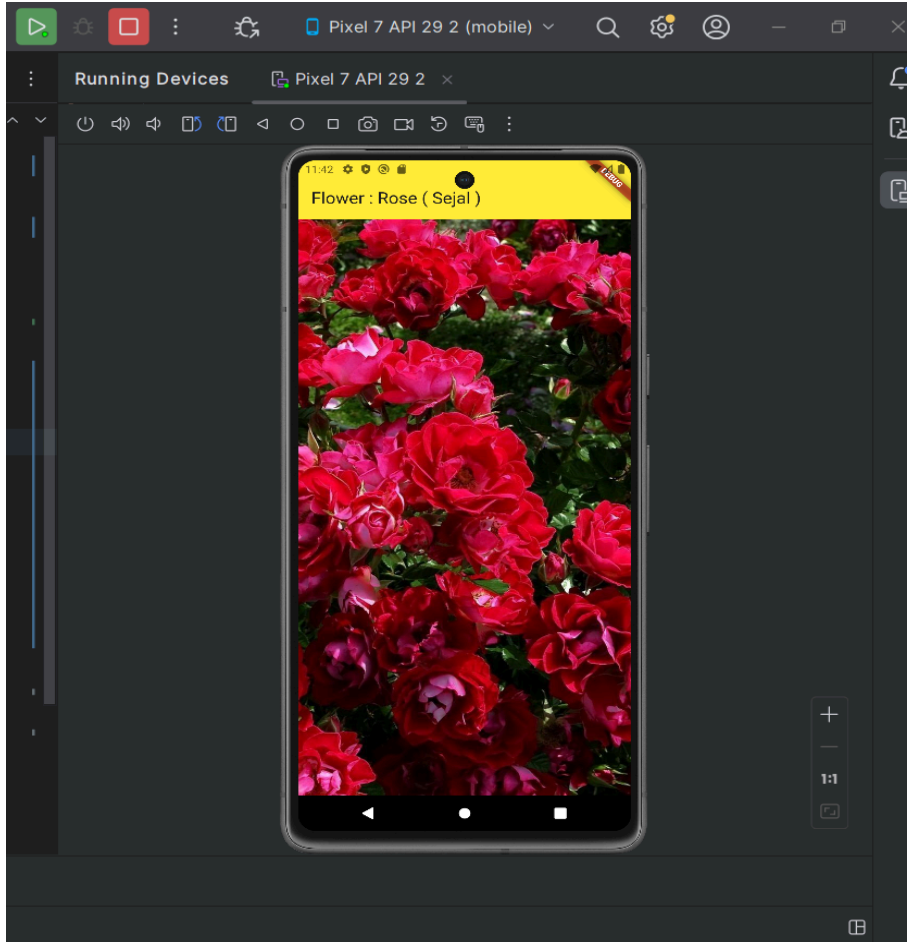 Pixel 7 API 29 2 (mobile)
Running Devices
Pixel 7 API 29 2
11:42
DEBUG
Flower : Rose ( Sejal )
1:1